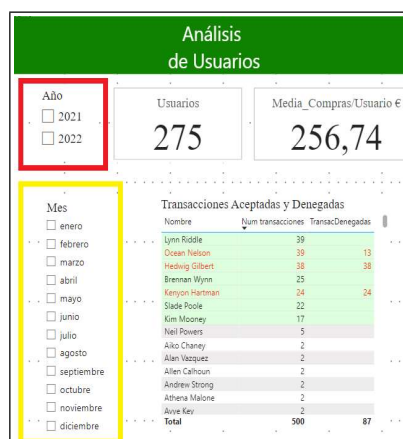 Análisis
de Usuarios
Año
2021
2022
Usuarios
275
Media_Compras/Usuario €
256,74
Mes
enero
febrero
marzo
abril
mayo
junio
julio
agosto
septiembre
octubre
noviembre
diciembre
Transacciones Aceptadas y Denegadas
Nombre Num transacciones TransacDenegadas
Lynn Riddle 39
Ocean Nelson 39 13
Hedwig Gilbert 38 38
Brennan Wynn 25
Kenyon Hartman 24 24
Slade Poole 22
Kim Mooney 17
Neil Powers 5
Aiko Chaney 2
Alan Vazquez 2
Allen Calhoun 2
Andrew Strong 2
Athena Malone 2
Avye Key 2
Total 500 87